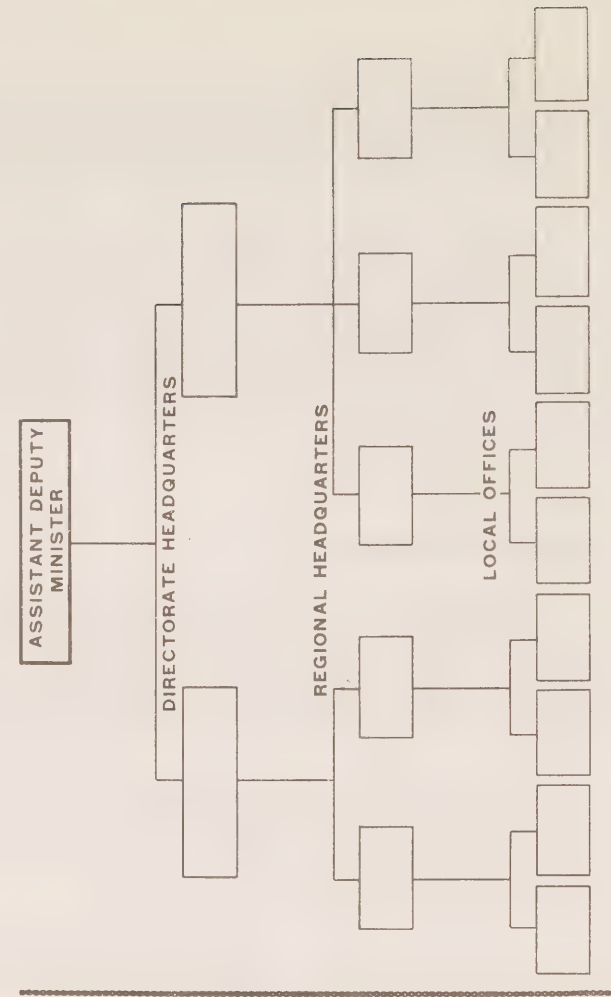 ASSISTANT DEPUTY
MINISTER
DIRECTORATE HEADQUARTERS
REGIONAL HEADQUARTERS
LOCAL OFFICES